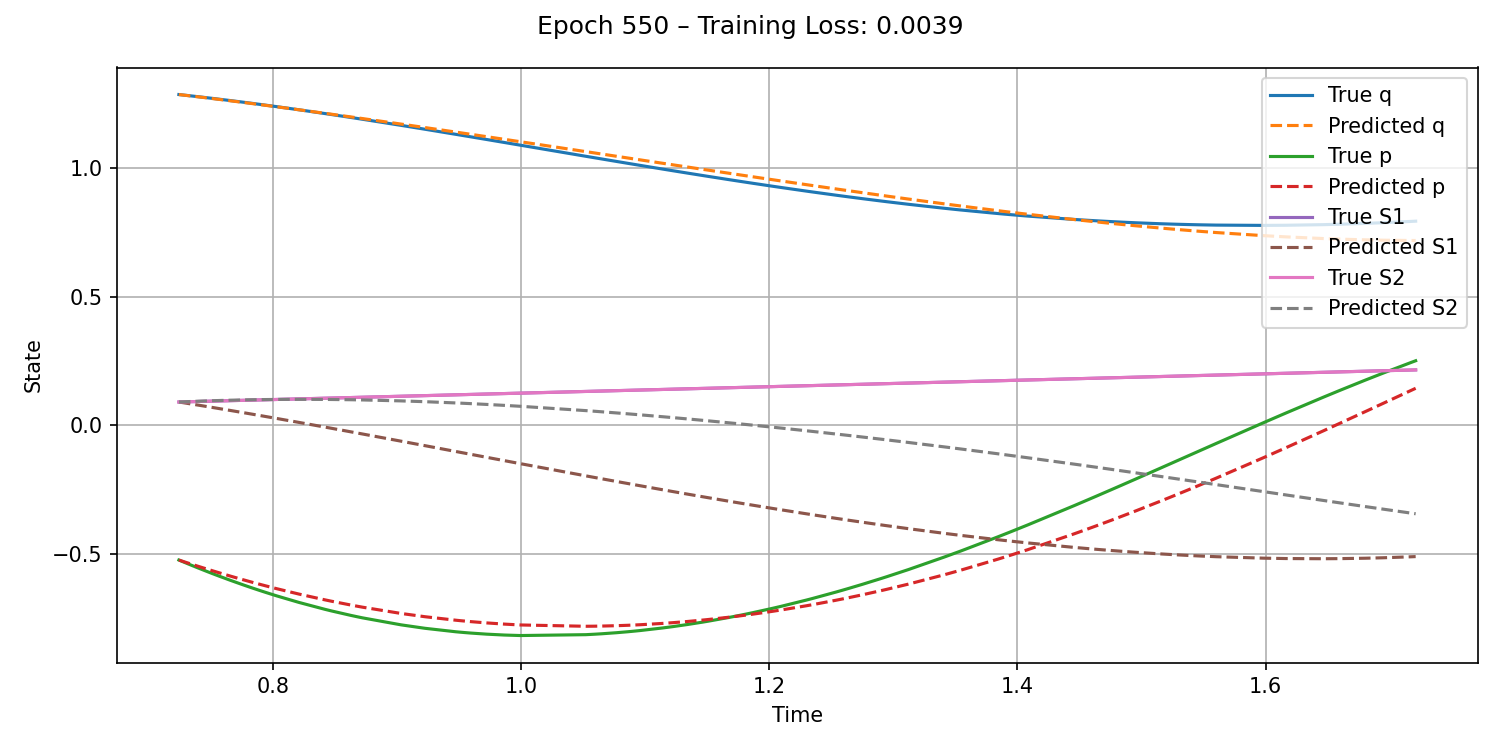 Epoch 550 – Training Loss: 0.0039
State
1.0
0.5
0.0
−0.5
True q
Predicted q
True p
Predicted p
True S1
Predicted S1
True S2
Predicted S2
0.8
1.0
1.2
1.4
1.6
Time